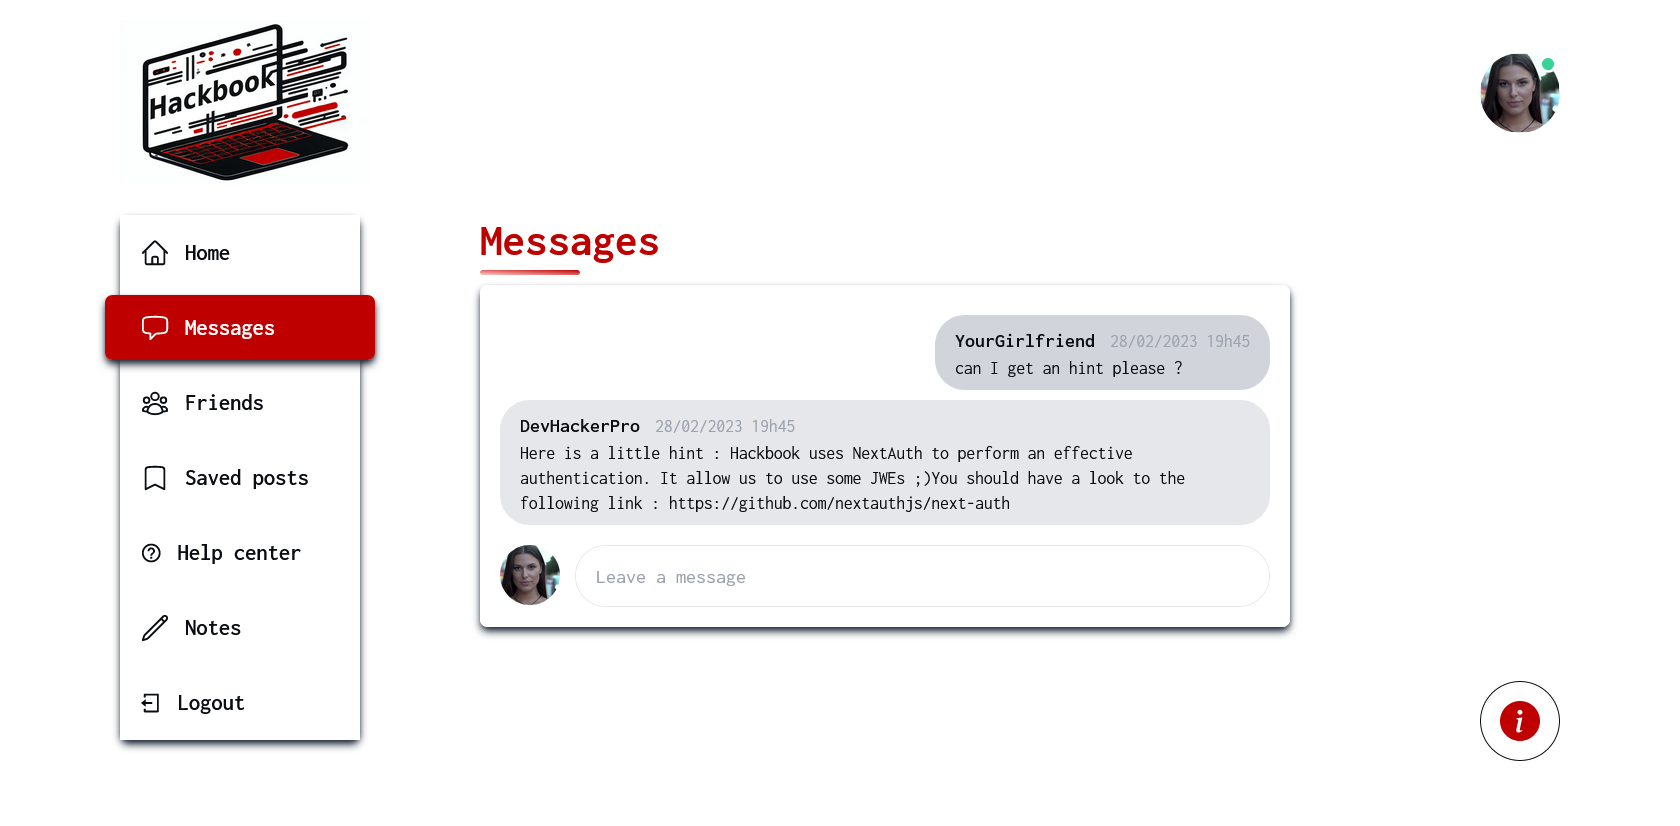 Hackbook
Home
Messages
Friends
Saved posts
Help center
Notes
Logout
Messages
YourGirlfriend 28/02/2023 19h45
can I get an hint please ?
DevHackerPro 28/02/2023 19h45
Here is a little hint : Hackbook uses NextAuth to perform an effective
authentication. It allow us to use some JWEs ;)You should have a look to the
following link : https://github.com/nextauthjs/next-auth
Leave a message
i